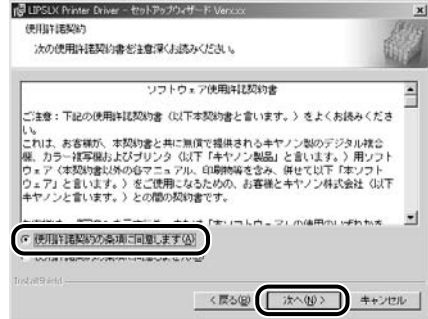 LIPSLX Printer Driver - セットアップウィザード Ver.x.xx
使用許諾契約
次の使用許諾契約書を注意深くお読みください。
ソフトウェア使用許諾契約書
ご注意：下記の使用許諾契約書（以下本契約書と言います。）をよくお読みくださ
い。
これは、お客様が、本契約書と共に無償で提供されるキヤノン製のデジタル複合
機、カラー複写機およびプリンタ（以下「キヤノン製品」と言います。）用ソフト
ウェア（本契約書以外の各マニュアル、印刷物等を含み、併せて以下「本ソフト
ウェア」と言います。）をご使用になるための、お客様とキヤノン株式会社（以下
キヤノンと言います。）との間の契約書です。
使用許諾契約の条項に同意します(A)
InstallShield
< 戻る(B)
次へ(N) >
キャンセル